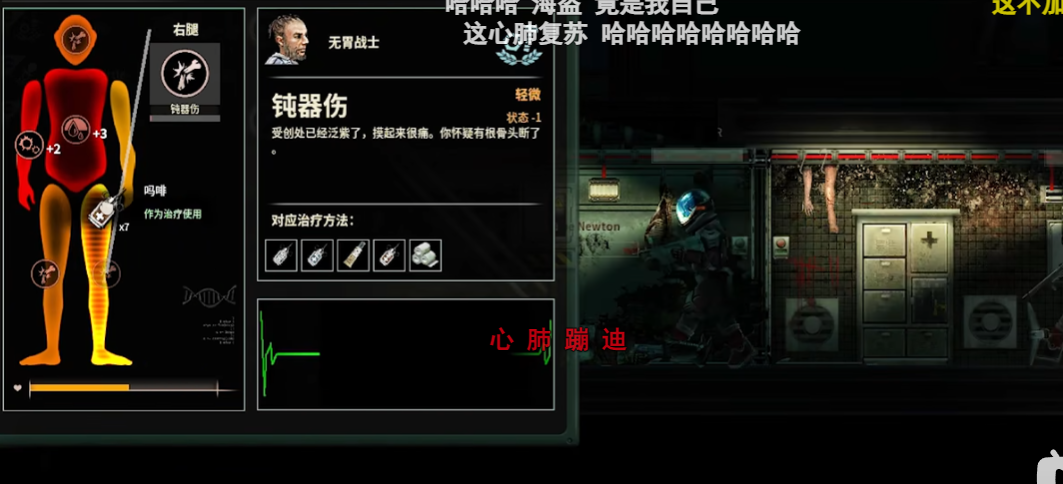 哈哈哈 海盗 竟是我自己
这不加
这心肺复苏 哈哈哈哈哈哈哈哈
右腿
钝器伤
+3
+2
吗啡
作为治疗使用
x7
无胃战士
钝器伤
轻微
状态 -1
受创处已经泛紫了，摸起来很痛。你怀疑有根骨头断了
。
对应治疗方法：
心肺蹦迪
Newton